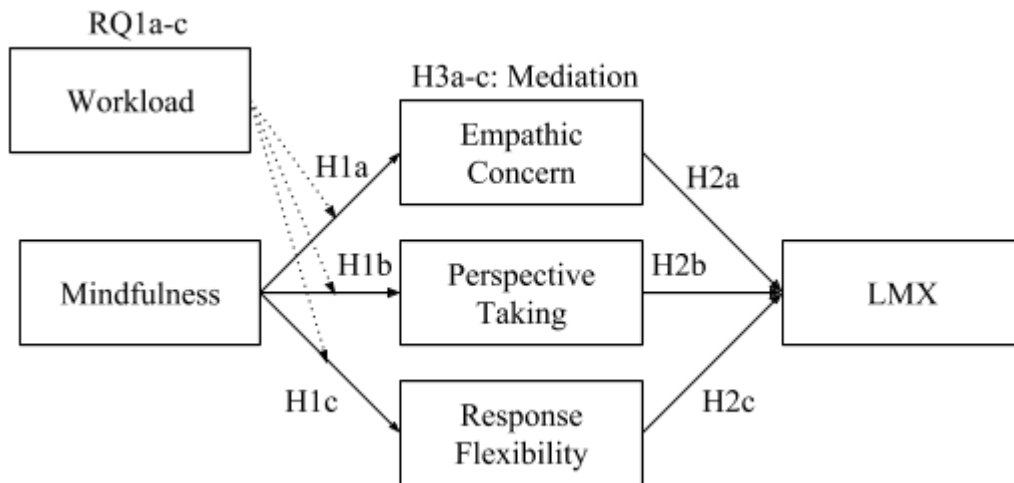 RQ1a-c
Workload
H3a-c: Mediation
Empathic
Concern
H1a
H2a
Mindfulness
H1b
Perspective
Taking
H2b
LMX
H1c
Response
Flexibility
H2c